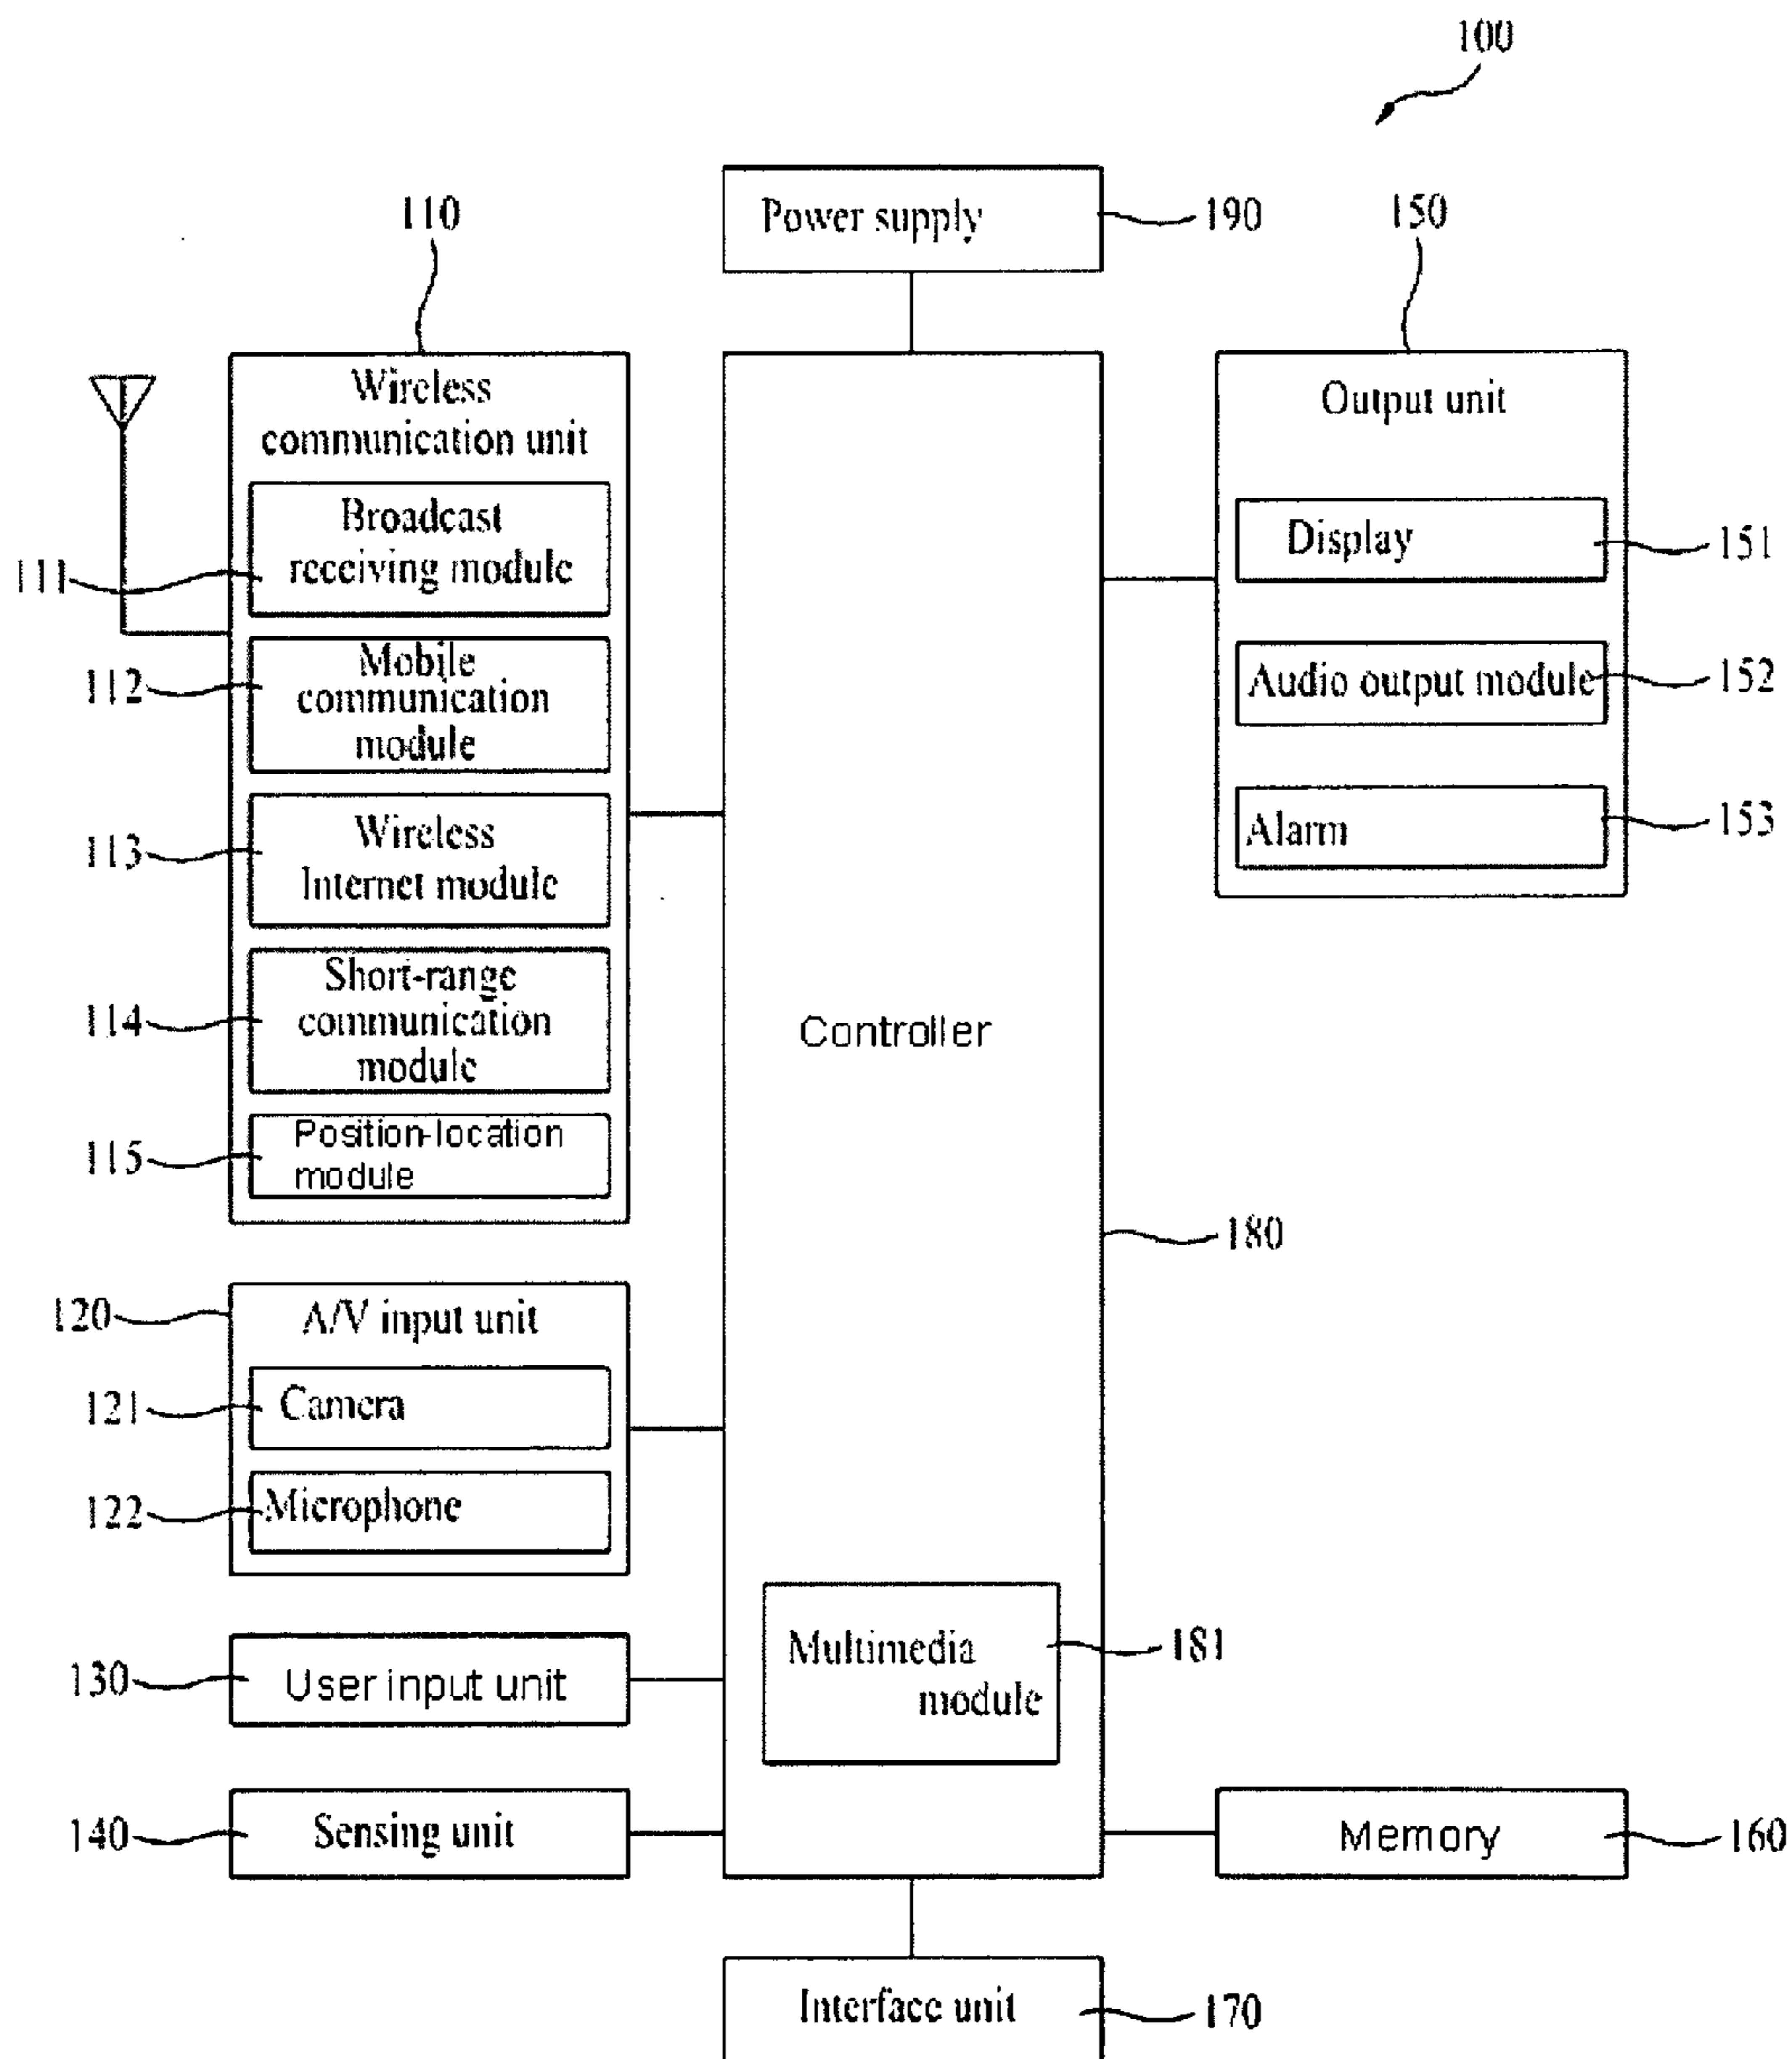 100
Power supply
190
110
150
Wireless
communication unit
Output unit
Broadcast
receiving module
111
Display
151
Mobile
communication
module
112
Audio output module
152
Wireless
Internet module
113
Alarm
153
Short-range
communication
module
114
Controller
Position-location
module
115
180
120
A/V input unit
121
Camera
122
Microphone
Multimedia
module
181
130
User input unit
140
Sensing unit
Memory
160
Interface unit
170